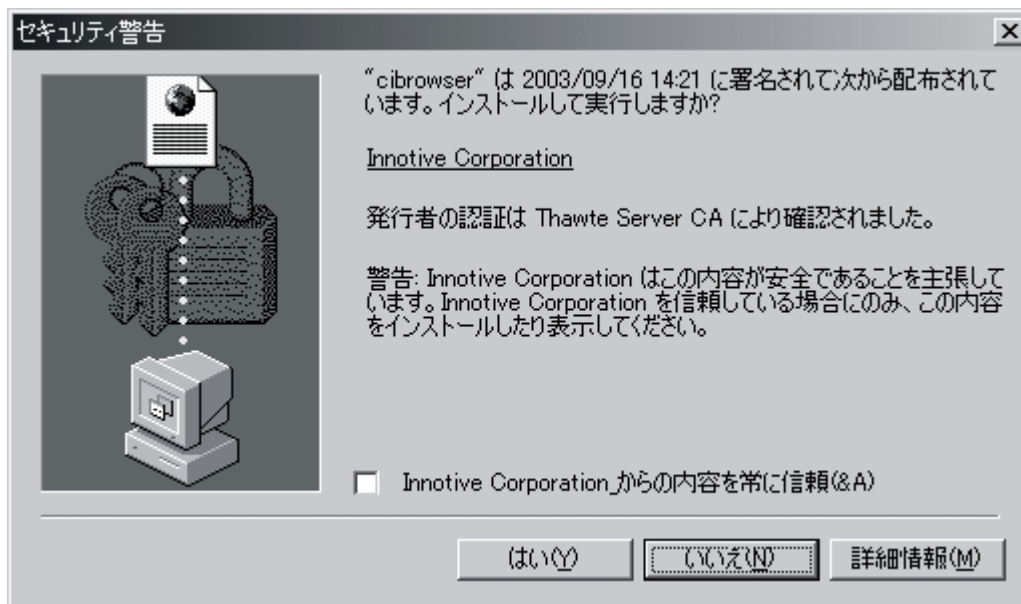 セキュリティ警告
"cibrowser" は 2003/09/16 14:21 に署名されて次から配布されて
います。インストールして実行しますか?
Innotive Corporation
発行者の認証は Thawte Server CA により確認されました。
警告: Innotive Corporation はこの内容が安全であることを主張して
います。Innotive Corporation を信頼している場合にのみ、この内容
をインストールしたり表示してください。
Innotive Corporation からの内容を常に信頼(&A)
はい(Y)
いいえ(N)
詳細情報(M)